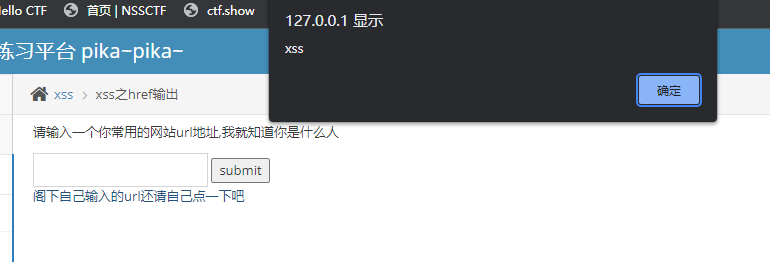 ello CTF 首页 | NSSCTF ctf.show
127.0.0.1 显示
xss
确定
练习平台 pika~pika~
xss xss之href输出
请输入一个你常用的网站url地址,我就知道你是什么人
submit
阁下自己输入的url还请自己点一下吧